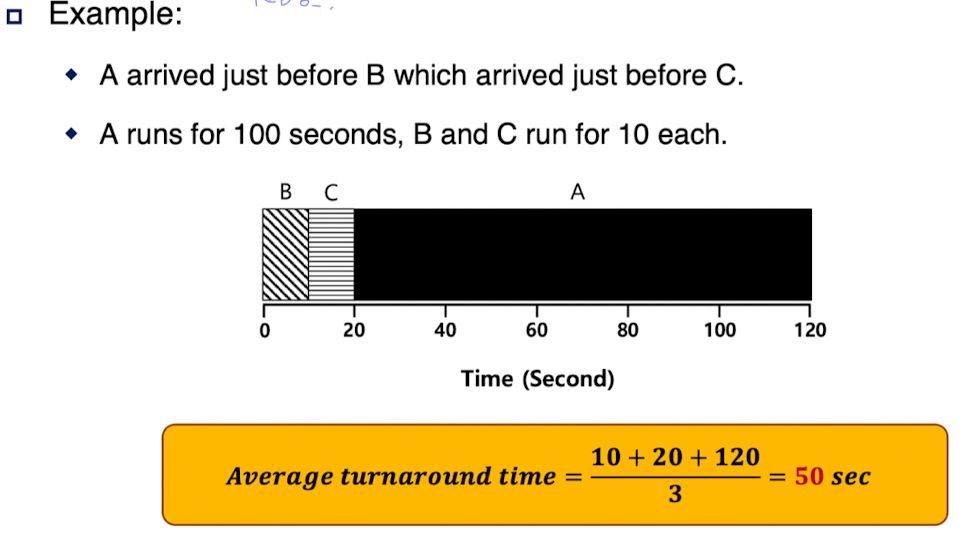 Example:
A arrived just before B which arrived just before C.
A runs for 100 seconds, B and C run for 10 each.
B C A
0 20 40 60 80 100 120
Time (Second)
Average turnaround time = (10 + 20 + 120) / 3 = 50 sec